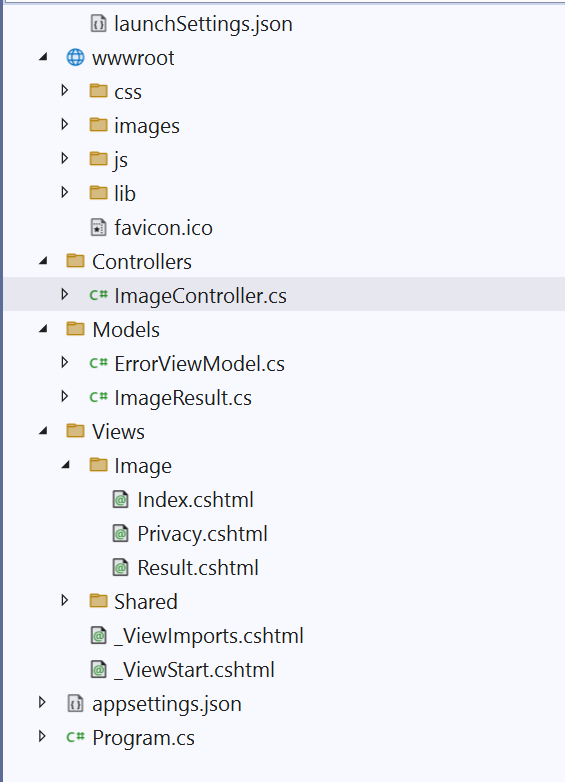 launchSettings.json
wwwroot
css
images
js
lib
favicon.ico
Controllers
C# ImageController.cs
Models
C# ErrorViewModel.cs
C# ImageResult.cs
Views
Image
@ Index.cshtml
@ Privacy.cshtml
@ Result.cshtml
Shared
@ _ViewImports.cshtml
@ _ViewStart.cshtml
appsettings.json
C# Program.cs